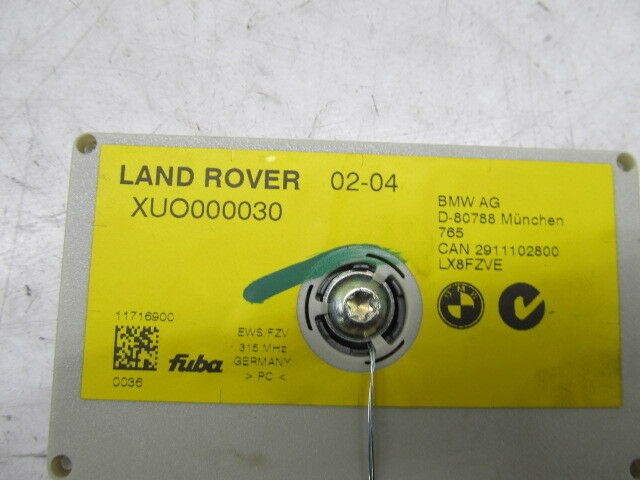 LAND ROVER 02-04
XUO000030
BMW AG
D-80788 München
765
CAN 2911102800
LX8FZVE
11716900
0036
fuba
EWS/FZV
315 MHz
GERMANY
> PC <